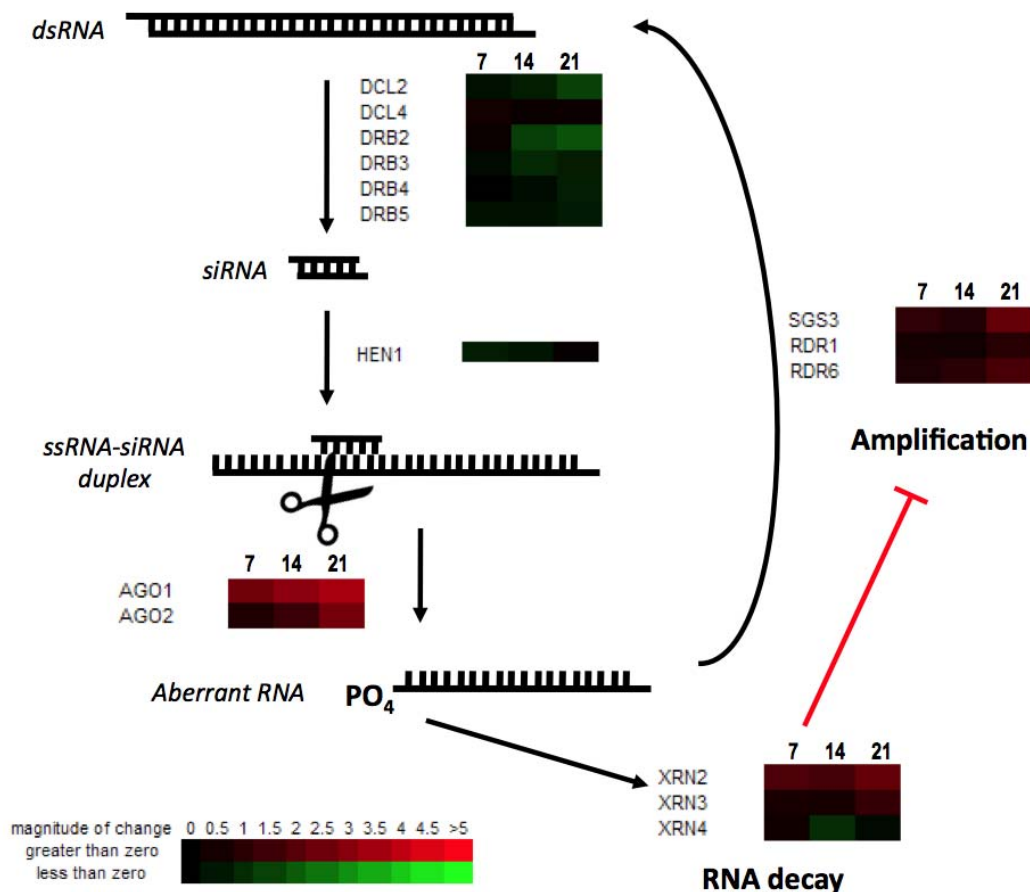 dsRNA
7 14 21
DCL2
DCL4
DRB2
DRB3
DRB4
DRB5
siRNA
HEN1
7 14 21
SGS3
RDR1
RDR6
Amplification
ssRNA-siRNA
duplex
7 14 21
AGO1
AGO2
Aberrant RNA
PO4
7 14 21
XRN2
XRN3
XRN4
RNA decay
magnitude of change 0 0.5 1 1.5 2 2.5 3 3.5 4 4.5 >5
greater than zero
less than zero